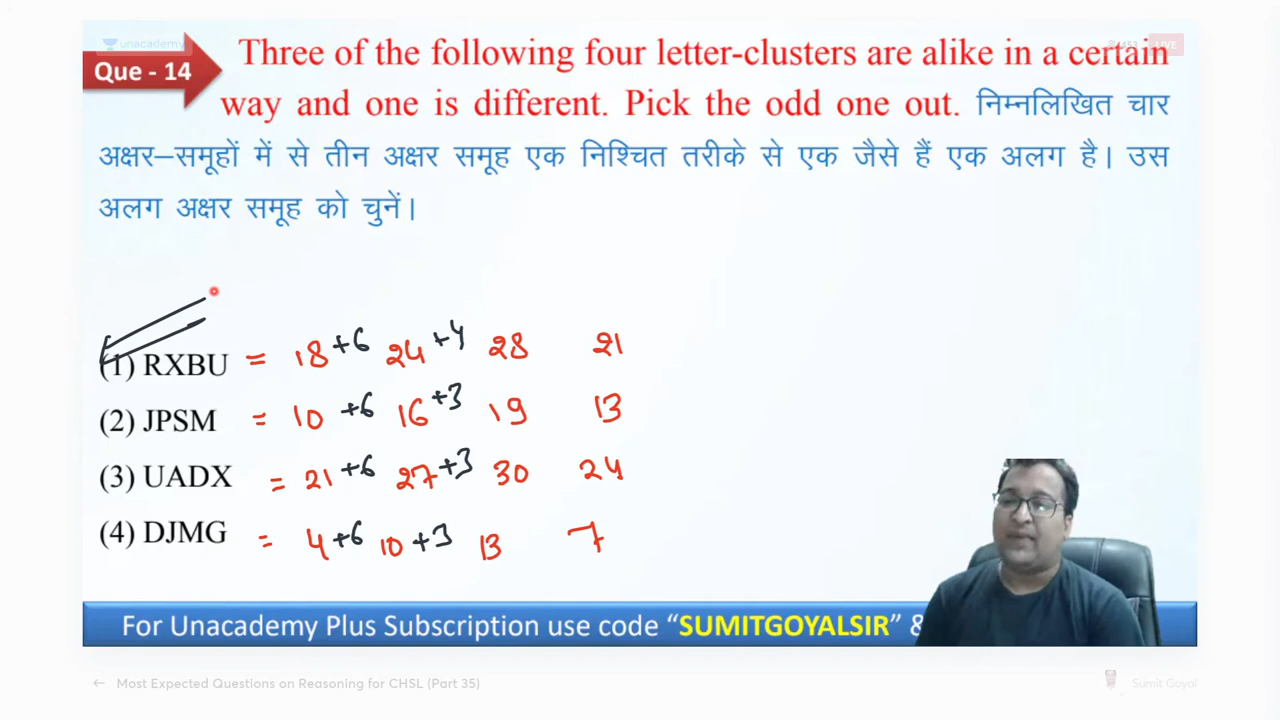 unacademy
1453 LIVE
Que - 14
Three of the following four letter-clusters are alike in a certain
way and one is different. Pick the odd one out. निम्नलिखित चार
अक्षर–समूहों में से तीन अक्षर समूह एक निश्चित तरीके से एक जैसे हैं एक अलग है। उस
अलग अक्षर समूह को चुनें।
(1) RXBU = 18 +6 24 +4 28 21
(2) JPSM = 10 +6 16 +3 19 13
(3) UADX = 21 +6 27 +3 30 24
(4) DJMG = 4 +6 10 +3 13 7
For Unacademy Plus Subscription use code “SUMITGOYALSIR” &
← Most Expected Questions on Reasoning for CHSL (Part 35)
Sumit Goyal